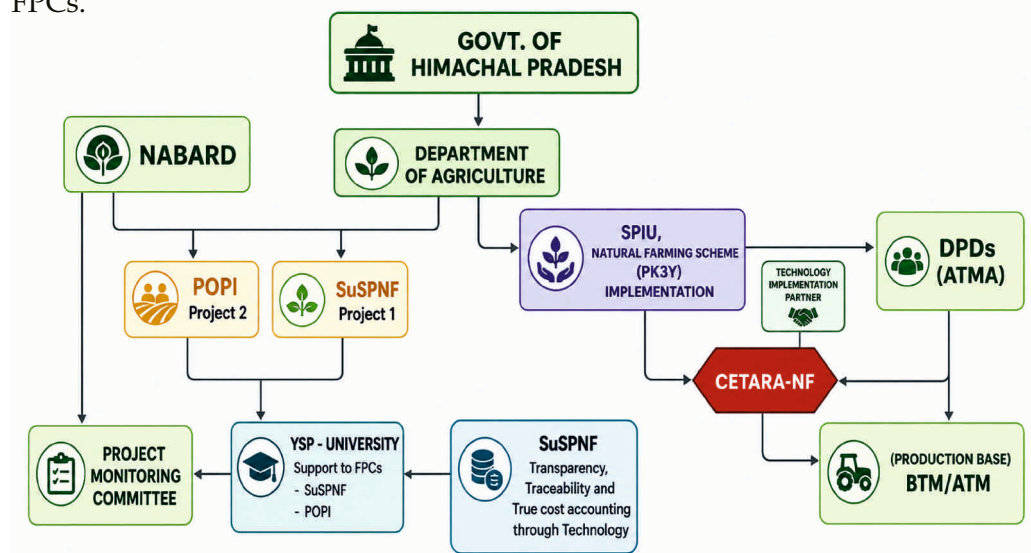 FPCs.
GOVT. OF
HIMACHAL PRADESH
NABARD
DEPARTMENT
OF AGRICULTURE
SPIU,
NATURAL FARMING SCHEME
(PK3Y)
IMPLEMENTATION
DPDs
(ATMA)
POPI
Project 2
SuSPNF
Project 1
TECHNOLOGY
IMPLEMENTATION
PARTNER
CETARA-NF
PROJECT
MONITORING
COMMITTEE
YSP - UNIVERSITY
Support to FPCs
- SuSPNF
- POPI
SuSPNF
Transparency,
Traceability and
True cost accounting
through Technology
(PRODUCTION BASE)
BTM/ATM